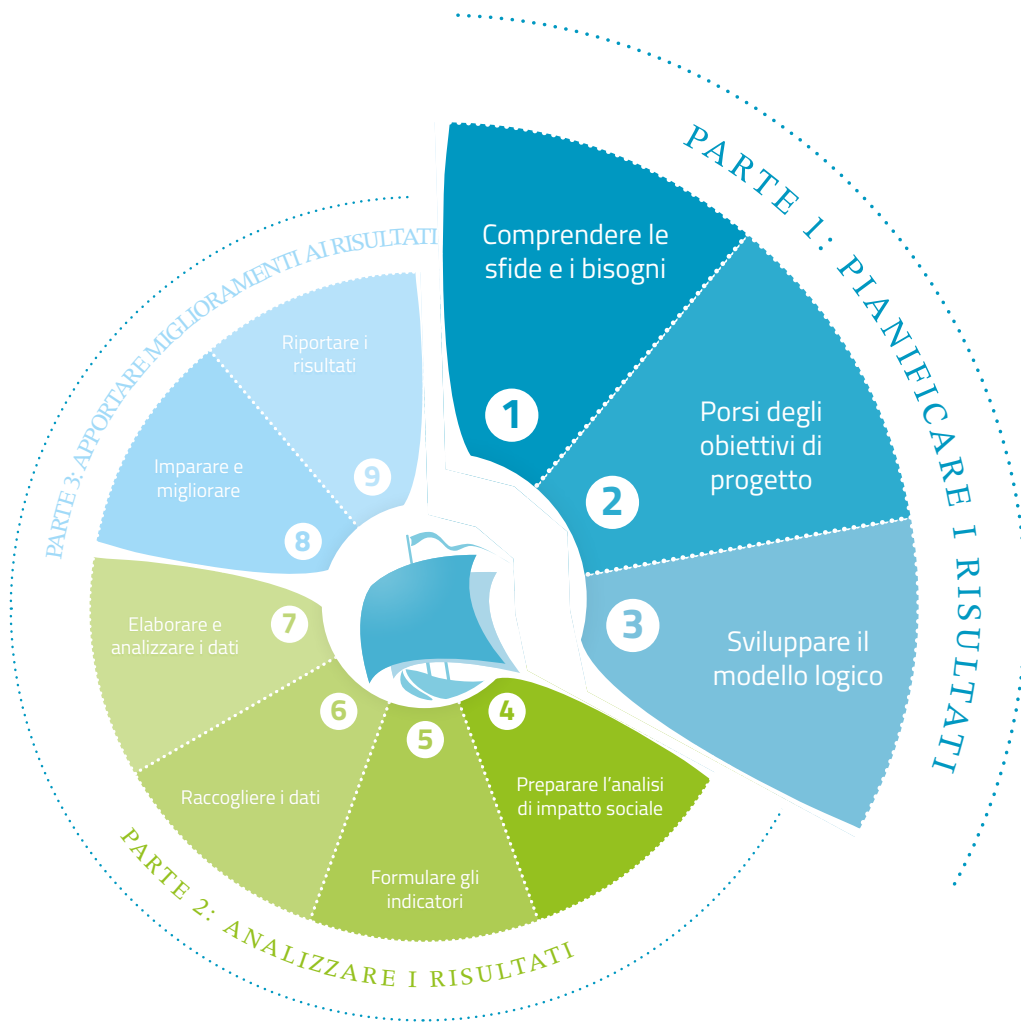 PARTE 1: PIANIFICARE I RISULTATI
Comprendere le
sfide e i bisogni
1
Porsi degli
obiettivi di
progetto
2
Sviluppare il
modello logico
3
PARTE 2: ANALIZZARE I RISULTATI
4
Preparare l’analisi
di impatto sociale
5
Formulare gli
indicatori
6
Raccogliere i dati
7
Elaborare e
analizzare i dati
PARTE 3: APPORTARE MIGLIORAMENTI AI RISULTATI
Imparare e
migliorare
8
Riportare i
risultati
9